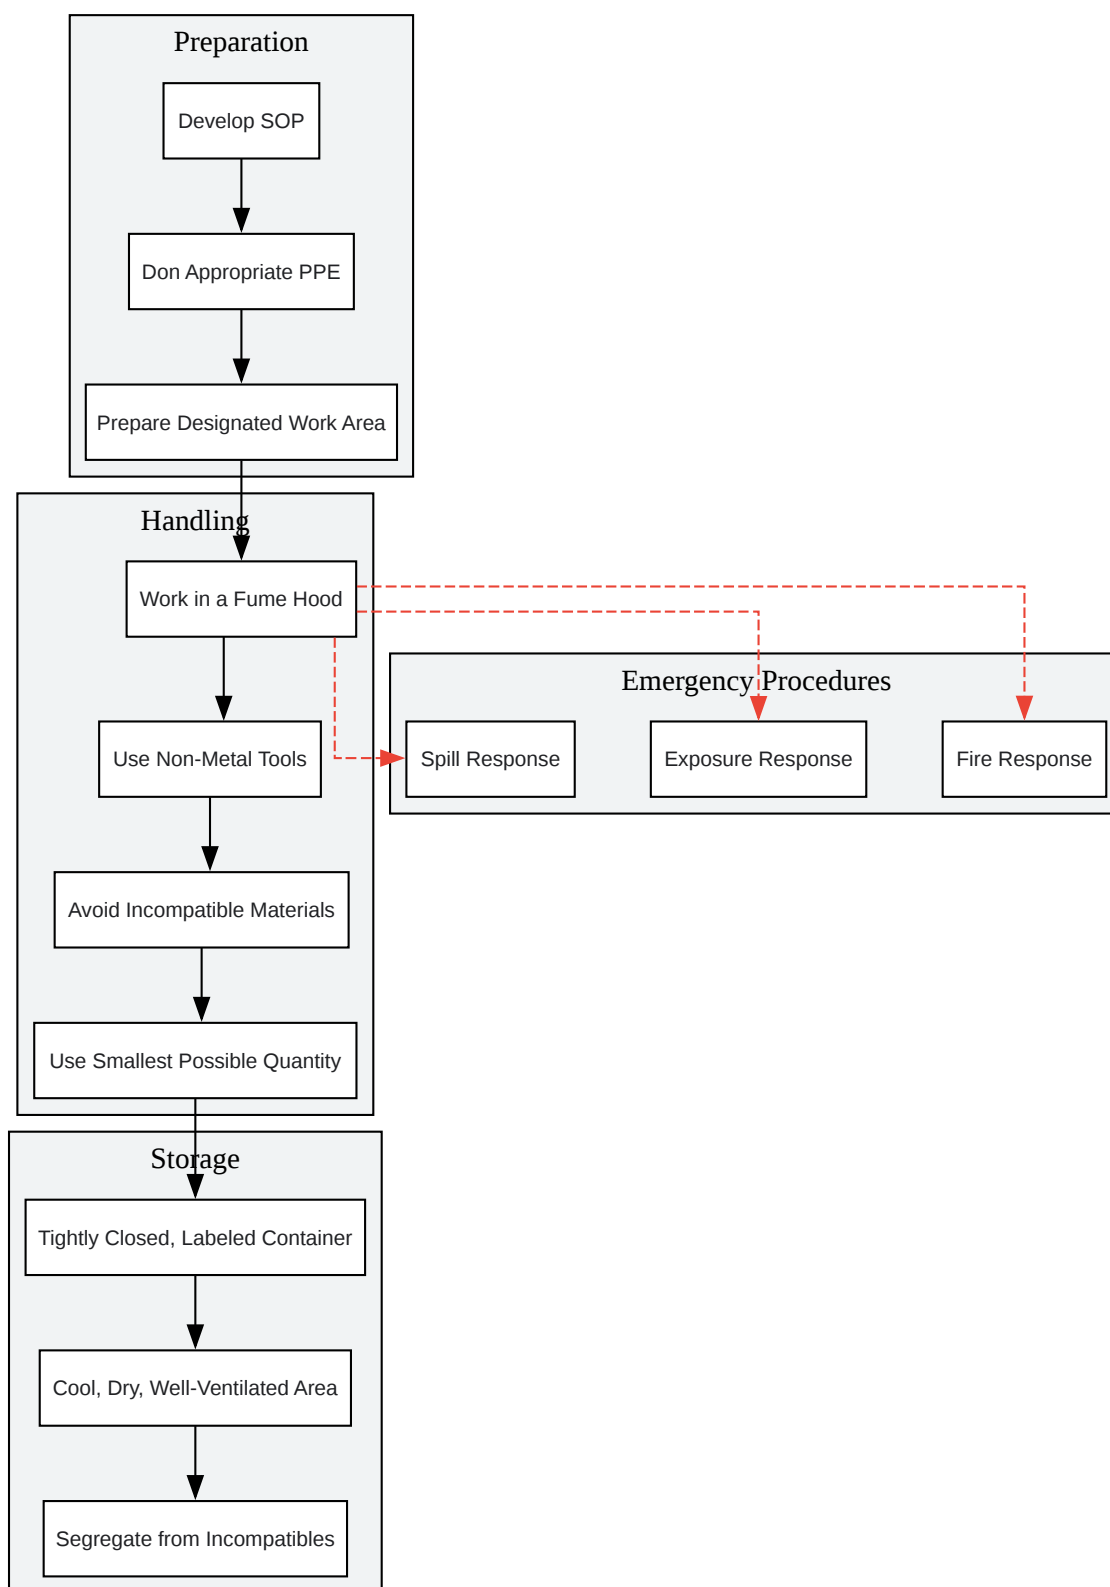 Preparation
Develop SOP
Don Appropriate PPE
Prepare Designated Work Area
Handling
Work in a Fume Hood
Emergency Procedures
Use Non-Metal Tools
Spill Response
Exposure Response
Fire Response
Avoid Incompatible Materials
Use Smallest Possible Quantity
Storage
Tightly Closed, Labeled Container
Cool, Dry, Well-Ventilated Area
Segregate from Incompatibles